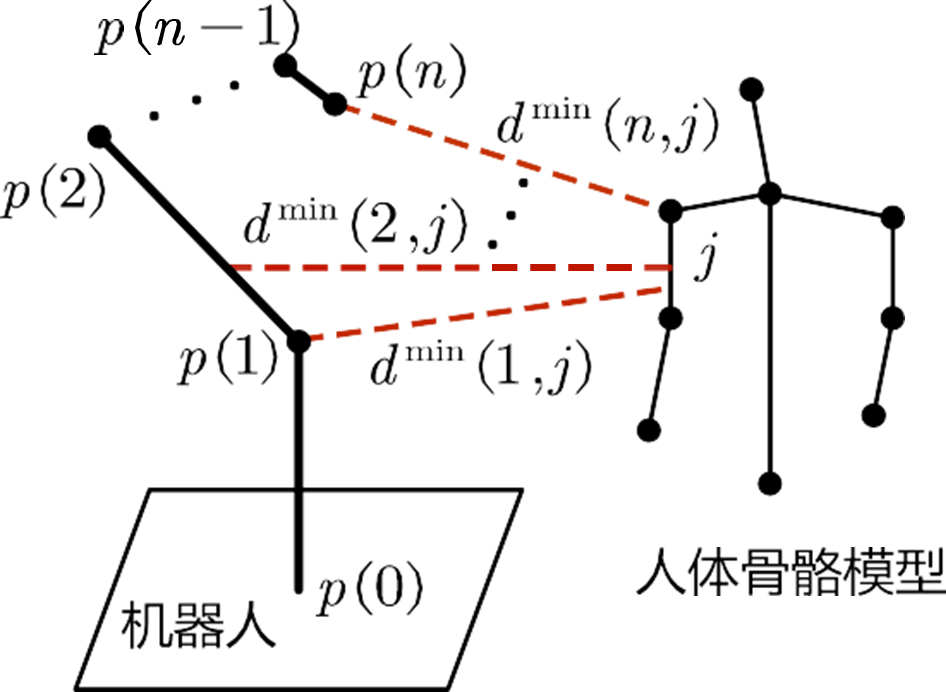 p(n − 1)
p(n)
d^min(n,j)
p(2)
d^min(2,j)
j
p(1)
d^min(1,j)
人体骨骼模型
p(0)
机器人